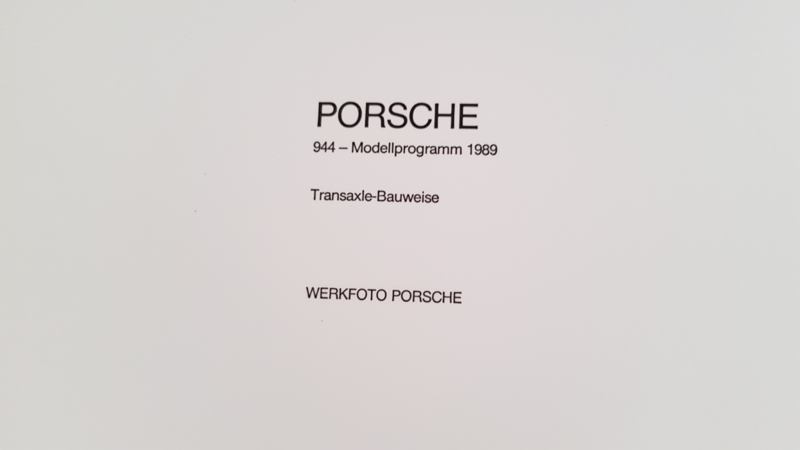 PORSCHE
944 – Modellprogramm 1989
Transaxle-Bauweise
WERKFOTO PORSCHE